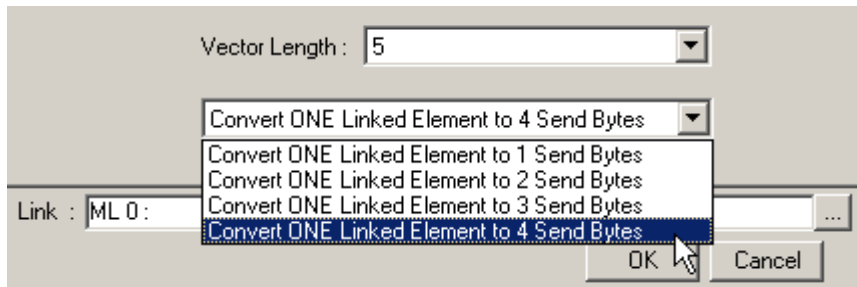 Vector Length : 5
Convert ONE Linked Element to 4 Send Bytes
Convert ONE Linked Element to 1 Send Bytes
Convert ONE Linked Element to 2 Send Bytes
Convert ONE Linked Element to 3 Send Bytes
Convert ONE Linked Element to 4 Send Bytes
Link : ML 0 : ...
OK Cancel